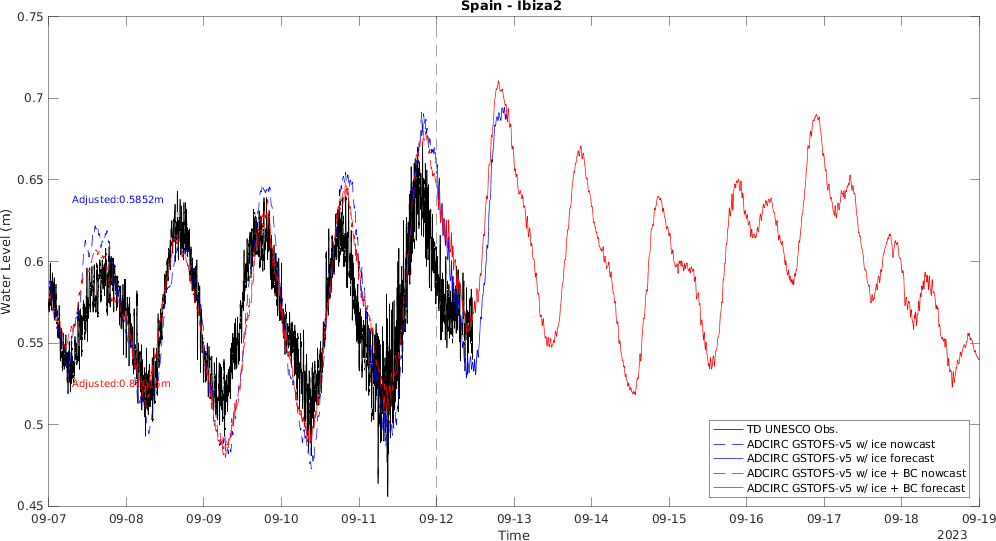 Spain - Ibiza2
0.75
0.7
0.65
0.6
0.55
0.5
0.45
Water Level (m)
Adjusted:0.5852m
TD UNESCO Obs.
ADCIRC GSTOFS-v5 w/ ice nowcast
ADCIRC GSTOFS-v5 w/ ice forecast
ADCIRC GSTOFS-v5 w/ ice + BC nowcast
ADCIRC GSTOFS-v5 w/ ice + BC forecast
09-07 09-08 09-09 09-10 09-11 09-12 09-13 09-14 09-15 09-16 09-17 09-18 09-19
Time
2023